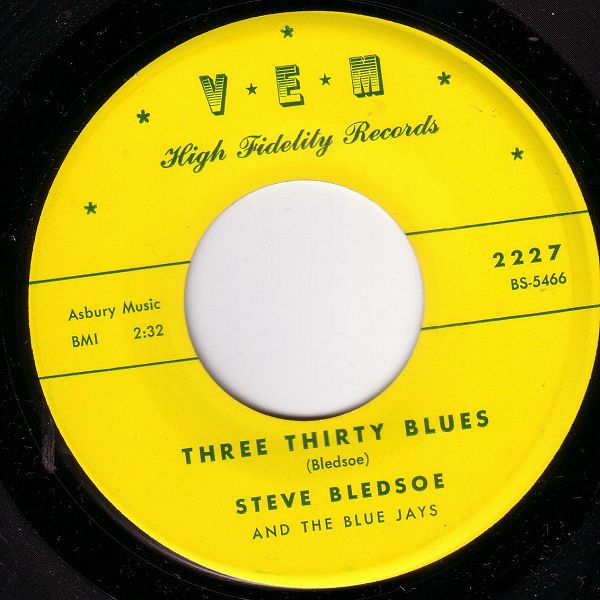 V★E★M
High Fidelity Records
2227
BS-5466
Asbury Music
BMI 2:32
THREE THIRTY BLUES
(Bledsoe)
STEVE BLEDSOE
AND THE BLUE JAYS